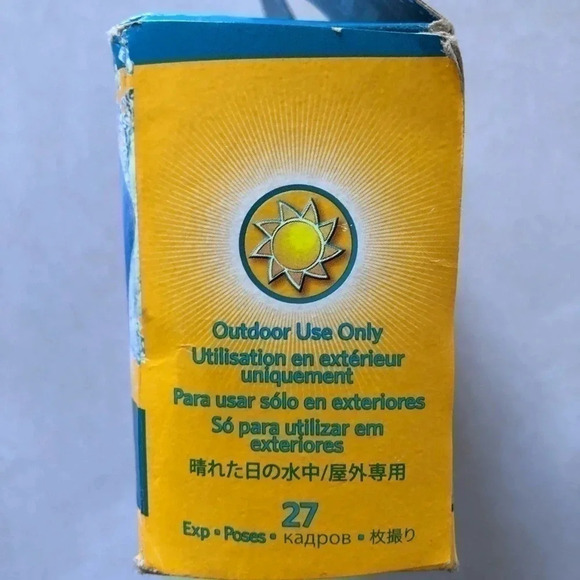 Outdoor Use Only
Utilisation en extérieur
uniquement
Para usar sólo en exteriores
Só para utilizar em
exteriores
晴れた日の水中/屋外専用
27
Exp • Poses • кадров • 枚撮り